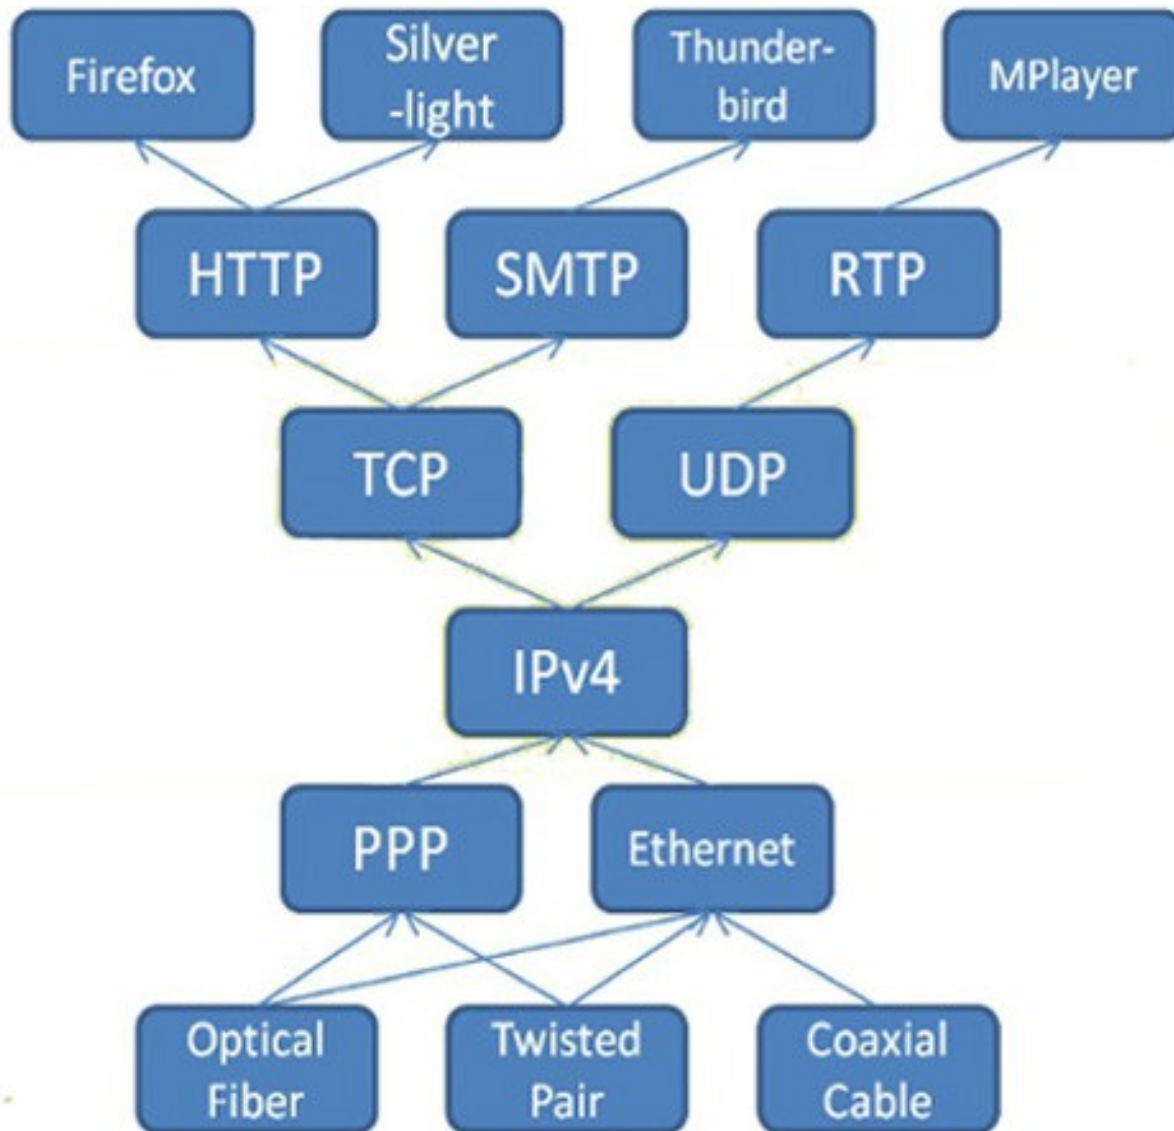 Firefox
Silver
-light
Thunder-
bird
MPlayer
HTTP
SMTP
RTP
TCP
UDP
IPv4
PPP
Ethernet
Optical
Fiber
Twisted
Pair
Coaxial
Cable